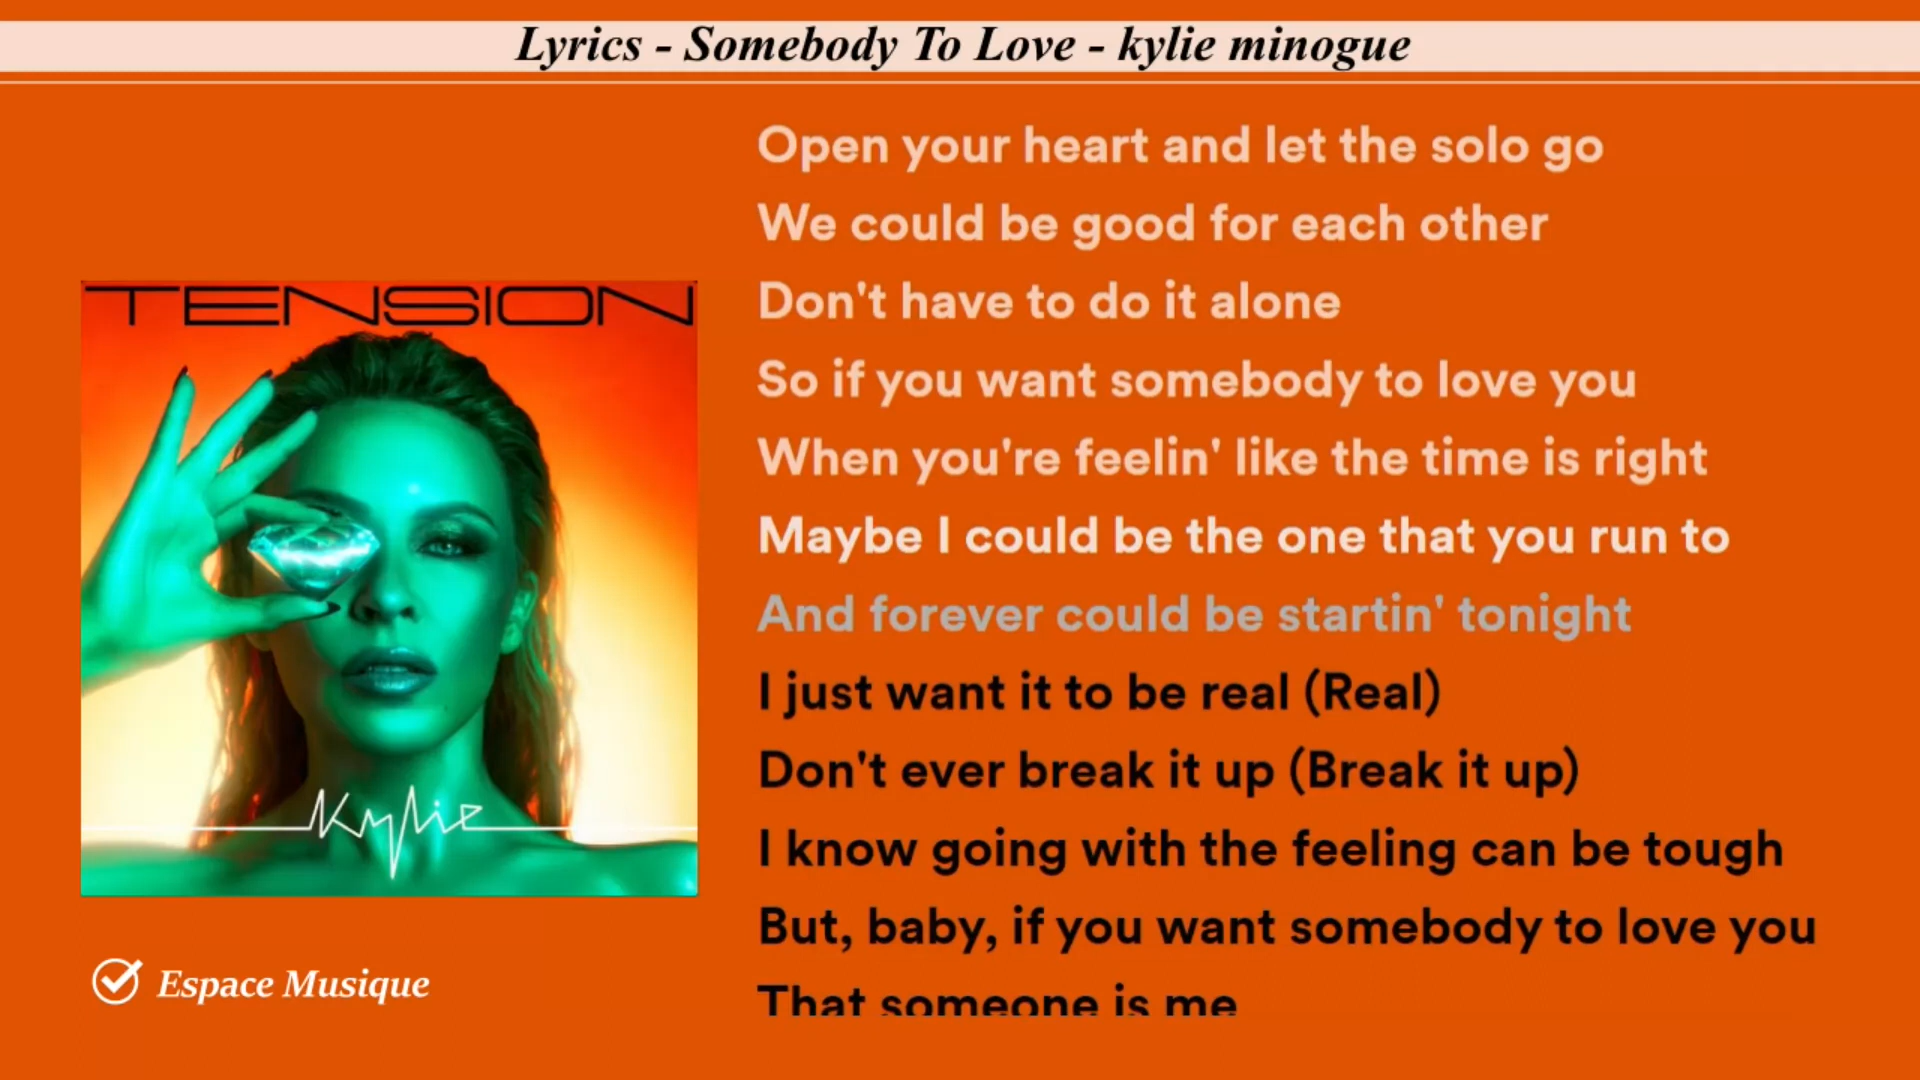 Lyrics - Somebody To Love - kylie minogue
Open your heart and let the solo go
We could be good for each other
Don't have to do it alone
So if you want somebody to love you
When you're feelin' like the time is right
Maybe I could be the one that you run to
And forever could be startin' tonight
I just want it to be real (Real)
Don't ever break it up (Break it up)
I know going with the feeling can be tough
But, baby, if you want somebody to love you
That someone is me
TENSION
Kylie
Espace Musique